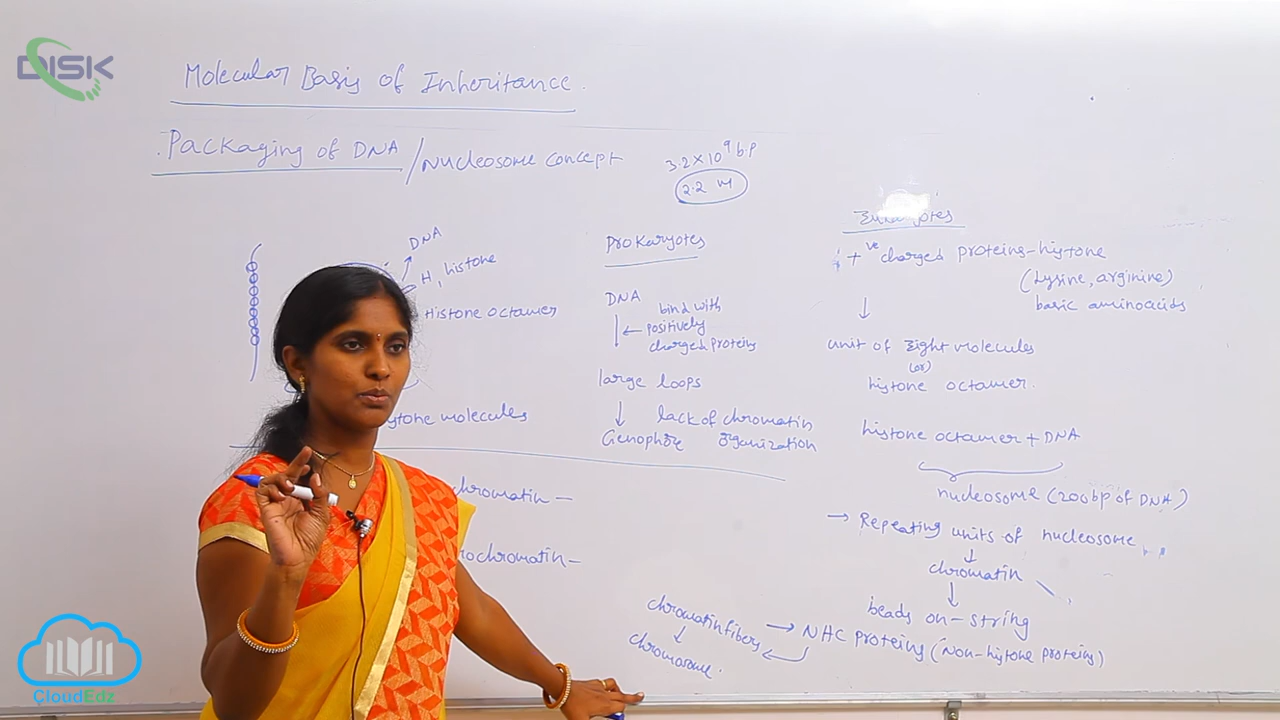 DISK
Molecular Basis of Inheritance.
Packaging of DNA / Nucleosome concept
3.2 × 10⁹ b.p
2.2 M
DNA
H, histone
Histone octamer
ystone molecules
chromatin –
rochromatin –
Prokaryotes
DNA
bind with
positively
charged proteins
large loops
lack of chromatin
Genophore organization
Eukaryotes
+ve charged proteins-histone
(Lysine, arginine)
basic aminoacids
unit of Eight molecules
(or)
histone octamer.
histone octamer + DNA
nucleosome (200bp of DNA)
→ Repeating units of nucleosome
chromatin
beads on-string
NHC proteins (Non-histone proteins)
chromatin fibers
chromosome.
CloudEdz